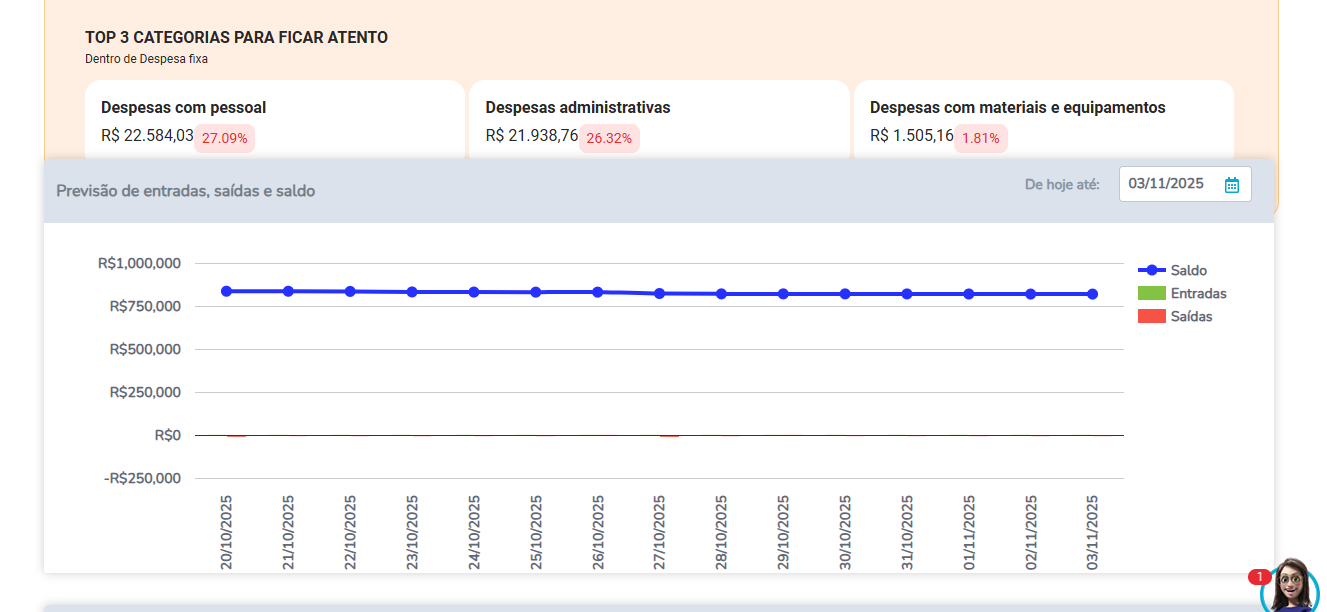 TOP 3 CATEGORIAS PARA FICAR ATENTO
Dentro de Despesa fixa
Despesas com pessoal
R$ 22.584,03 27.09%
Despesas administrativas
R$ 21.938,76 26.32%
Despesas com materiais e equipamentos
R$ 1.505,16 1.81%
Previsão de entradas, saídas e saldo
De hoje até:
03/11/2025
R$1,000,000
R$750,000
R$500,000
R$250,000
R$0
-R$250,000
20/10/2025
21/10/2025
22/10/2025
23/10/2025
24/10/2025
25/10/2025
26/10/2025
27/10/2025
28/10/2025
29/10/2025
30/10/2025
31/10/2025
01/11/2025
02/11/2025
03/11/2025
Saldo
Entradas
Saídas
1